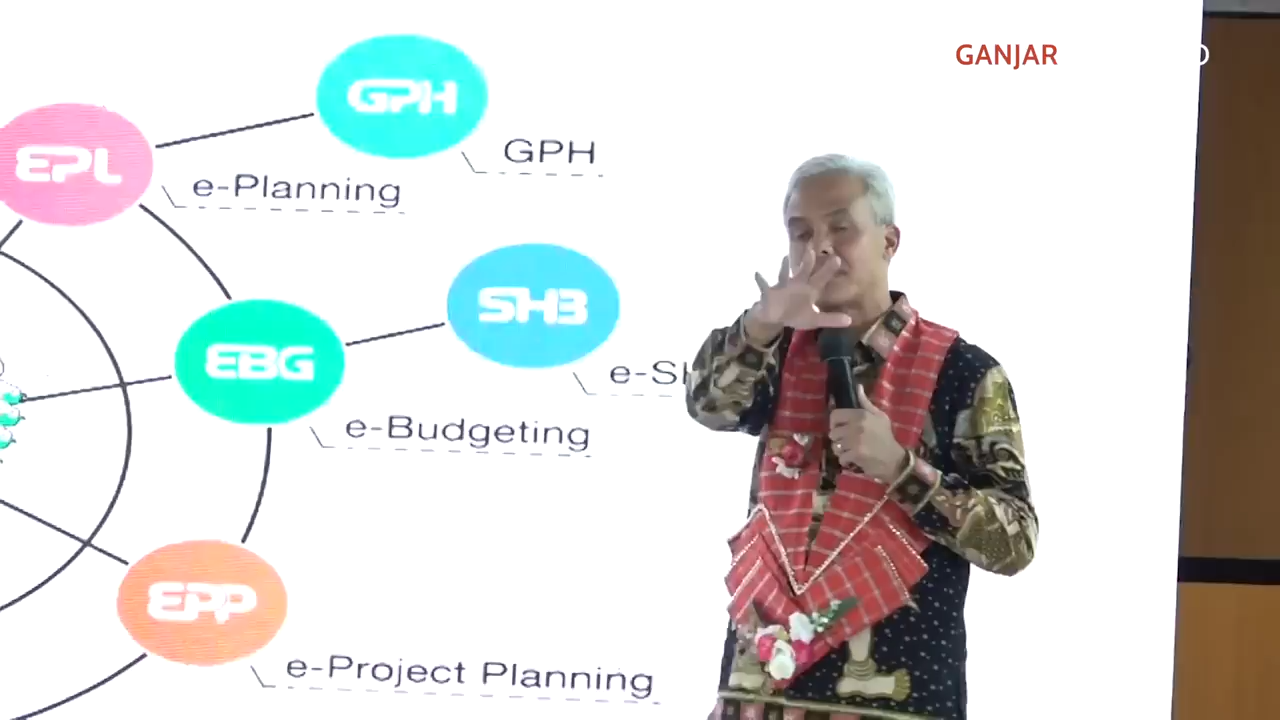 GANJAR
GPH
GPH
EPL
e-Planning
SHB
EBG
e-Budgeting
EPP
e-Project Planning